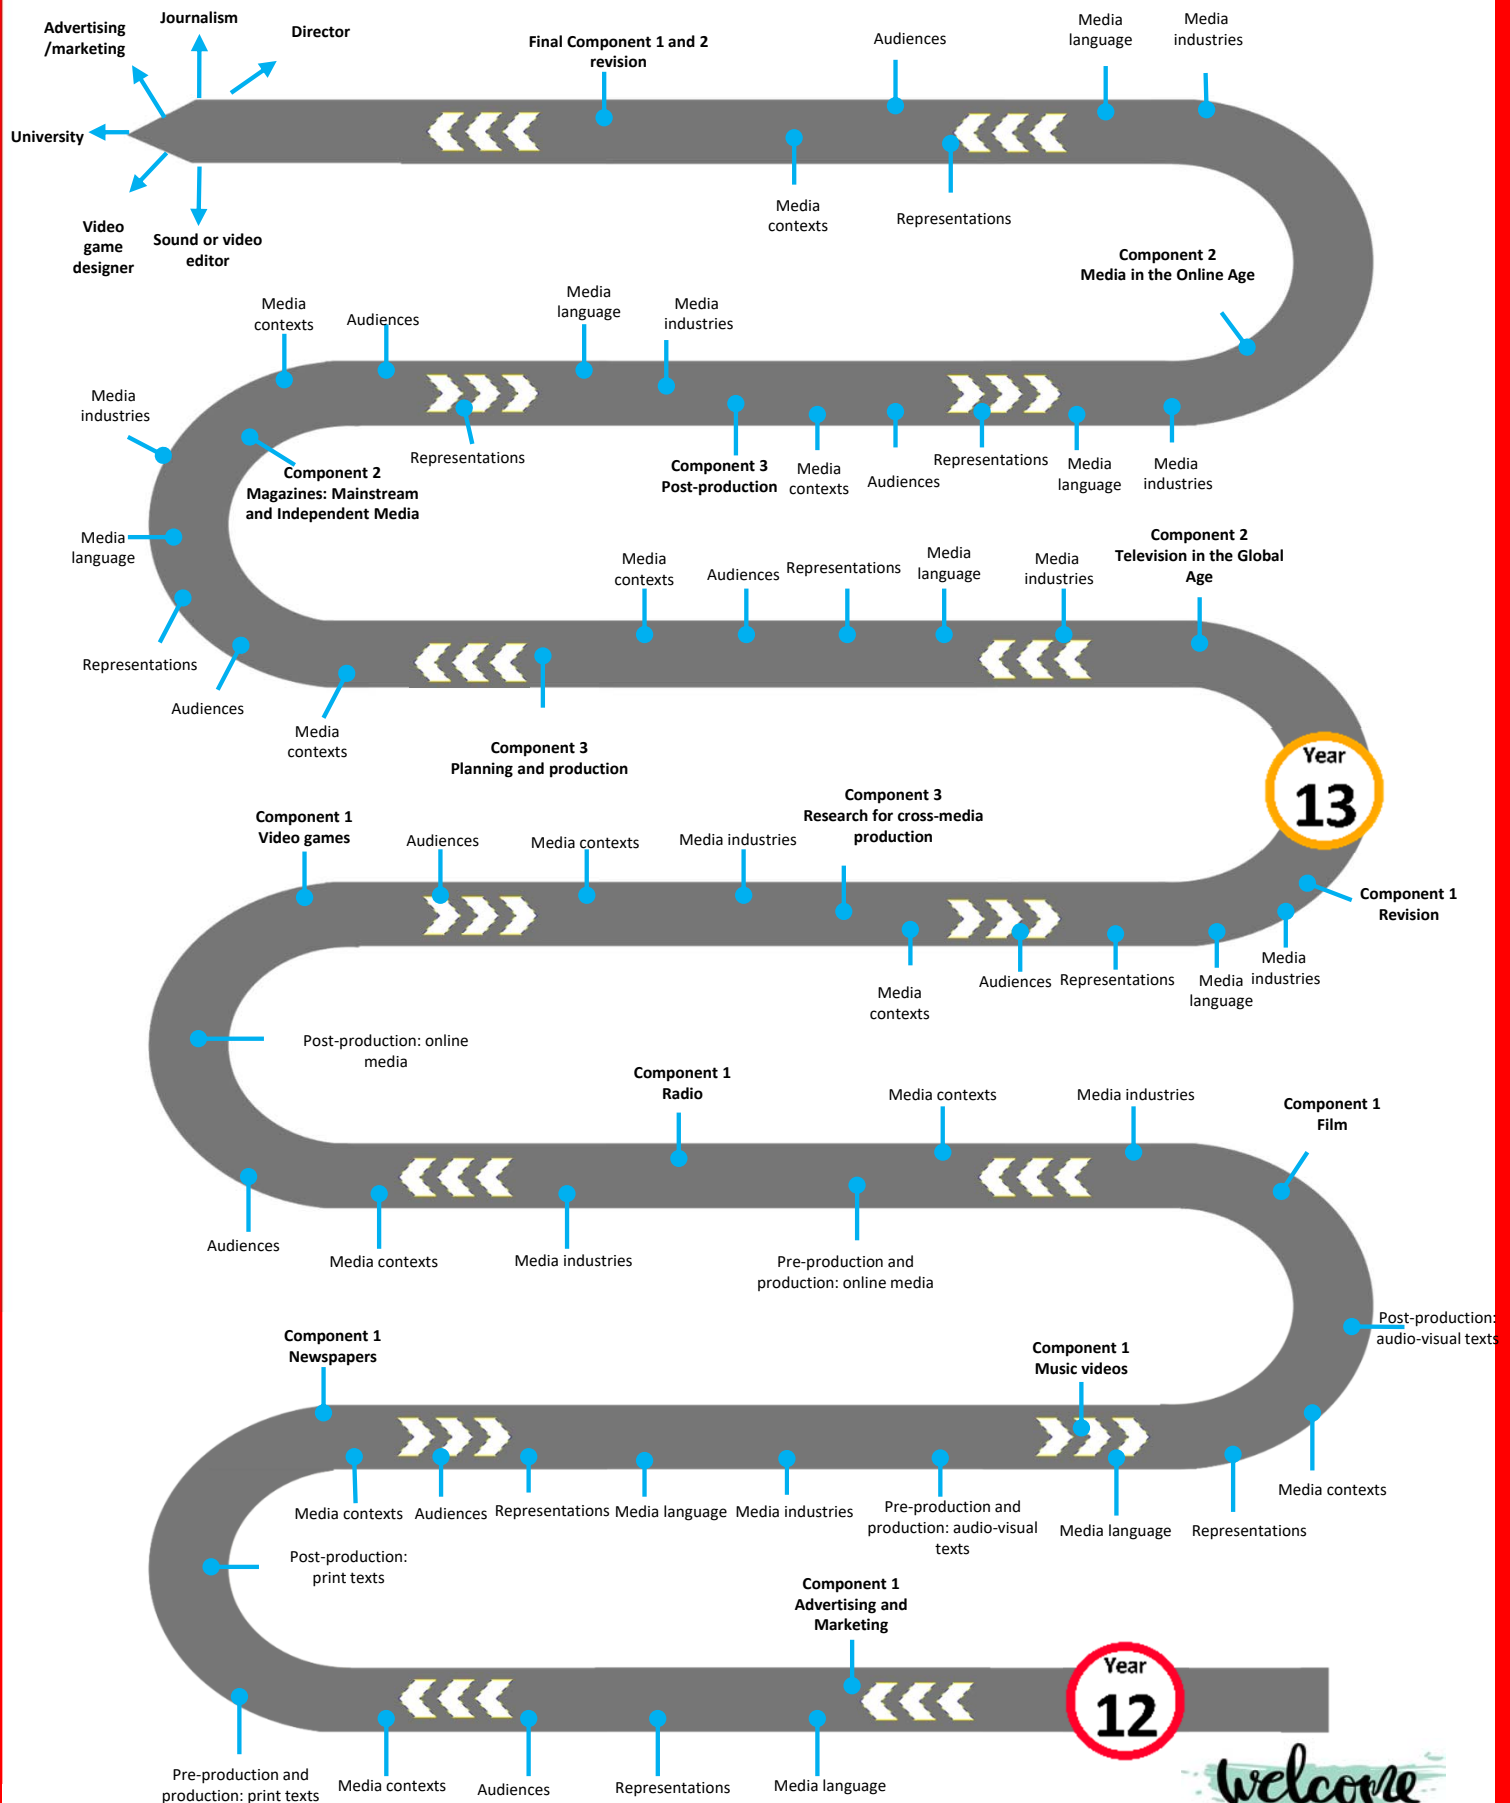 Journalism
Advertising
/marketing
Director
University
Video
game
designer
Sound or video
editor
Final Component 1 and 2
revision
Audiences
Media
language
Media
industries
Media
contexts
Representations
Component 2
Media in the Online Age
Media
contexts
Audiences
Media
language
Media
industries
Media
industries
Representations
Component 2
Magazines: Mainstream
and Independent Media
Component 3
Post-production
Media
contexts
Audiences
Representations
Media
language
Media
industries
Media
language
Representations
Audiences
Media
contexts
Media
contexts
Audiences
Representations
Media
language
Media
industries
Component 2
Television in the Global
Age
Component 3
Planning and production
Year
13
Component 1
Video games
Audiences
Media contexts
Media industries
Component 3
Research for cross-media
production
Component 1
Revision
Media
contexts
Audiences
Representations
Media
language
Media
industries
Post-production: online
media
Component 1
Radio
Media contexts
Media industries
Component 1
Film
Audiences
Media contexts
Media industries
Pre-production and
production: online media
Post-production:
audio-visual texts
Component 1
Newspapers
Component 1
Music videos
Media contexts
Audiences
Representations
Media language
Media industries
Pre-production and
production: audio-visual
texts
Media language
Representations
Media contexts
Post-production:
print texts
Component 1
Advertising and
Marketing
Year
12
Pre-production and
production: print texts
Media contexts
Audiences
Representations
Media language
welcome